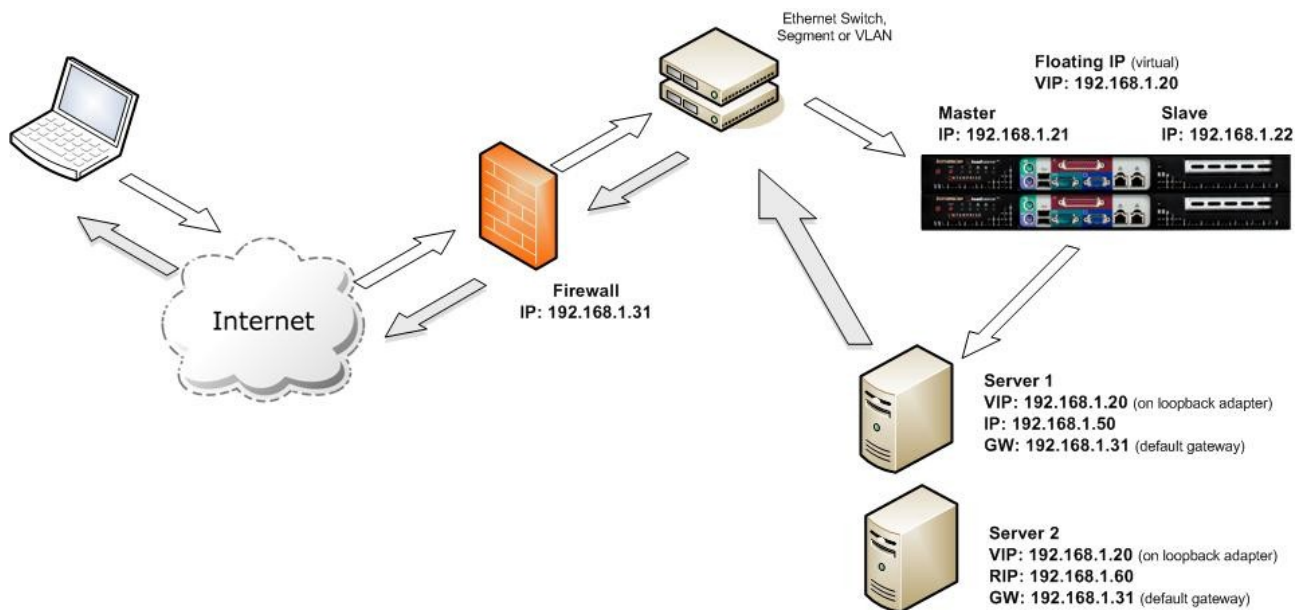 Ethernet Switch,
Segment or VLAN
Floating IP (virtual)
VIP: 192.168.1.20
Master
IP: 192.168.1.21
Slave
IP: 192.168.1.22
Internet
Firewall
IP: 192.168.1.31
Server 1
VIP: 192.168.1.20 (on loopback adapter)
IP: 192.168.1.50
GW: 192.168.1.31 (default gateway)
Server 2
VIP: 192.168.1.20 (on loopback adapter)
RIP: 192.168.1.60
GW: 192.168.1.31 (default gateway)